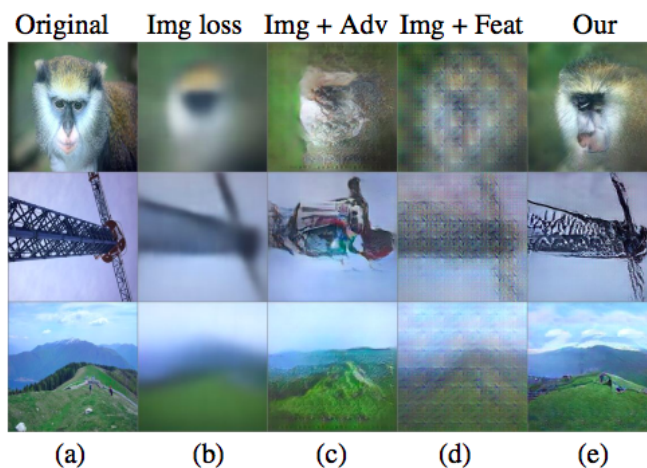 Original Img loss Img + Adv Img + Feat Our
(a) (b) (c) (d) (e)